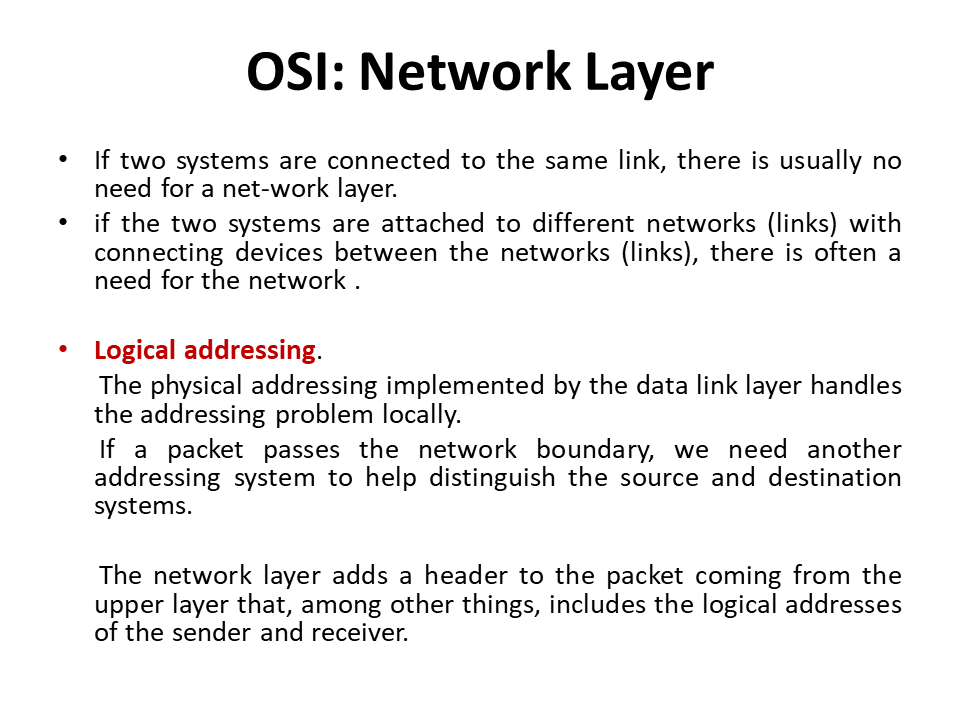 OSI: Network Layer
• If two systems are connected to the same link, there is usually no
need for a net-work layer.
• if the two systems are attached to different networks (links) with
connecting devices between the networks (links), there is often a
need for the network .
• Logical addressing.
The physical addressing implemented by the data link layer handles
the addressing problem locally.
If a packet passes the network boundary, we need another
addressing system to help distinguish the source and destination
systems.
The network layer adds a header to the packet coming from the
upper layer that, among other things, includes the logical addresses
of the sender and receiver.